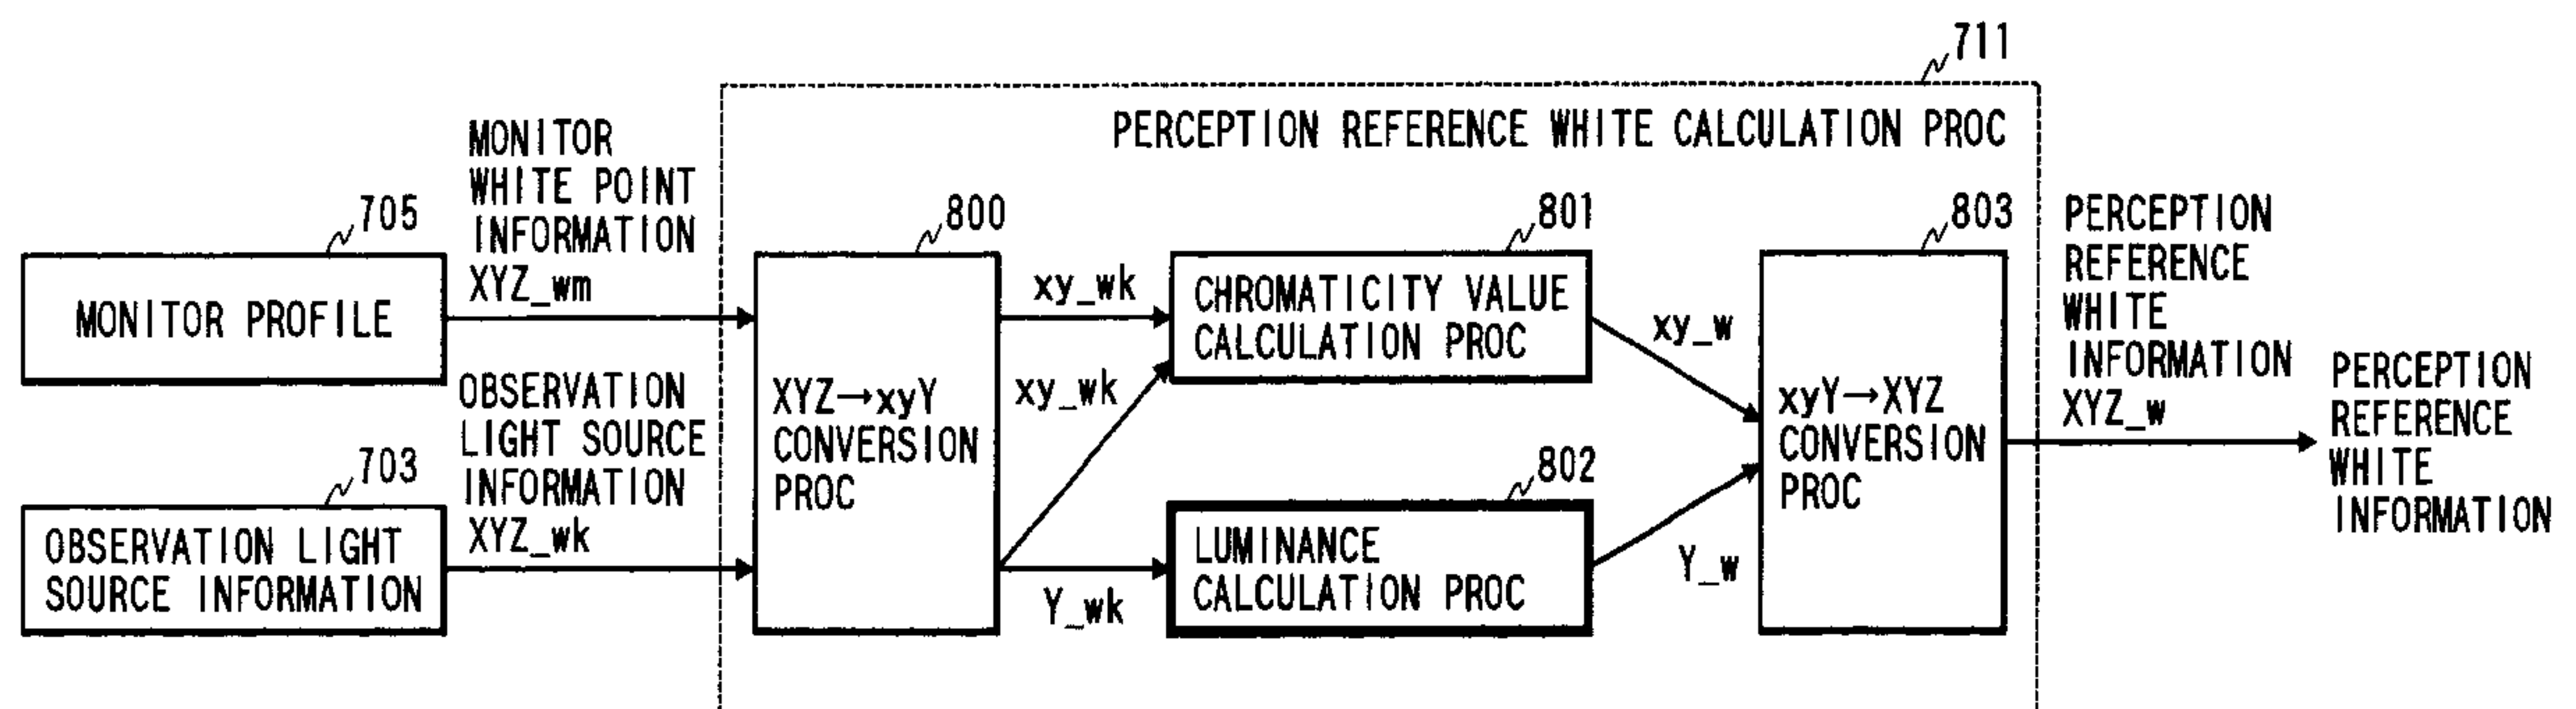 711
PERCEPTION REFERENCE WHITE CALCULATION PROC
MONITOR
WHITE POINT
INFORMATION
XYZ_wm
705
MONITOR PROFILE
OBSERVATION
LIGHT SOURCE
INFORMATION
XYZ_wk
703
OBSERVATION LIGHT
SOURCE INFORMATION
800
XYZ→xyY
CONVERSION
PROC
xy_wk
xy_wk
Y_wk
801
CHROMATICITY VALUE
CALCULATION PROC
802
LUMINANCE
CALCULATION PROC
xy_w
Y_w
803
xyY→XYZ
CONVERSION
PROC
PERCEPTION
REFERENCE
WHITE
INFORMATION
XYZ_w
PERCEPTION
REFERENCE
WHITE
INFORMATION